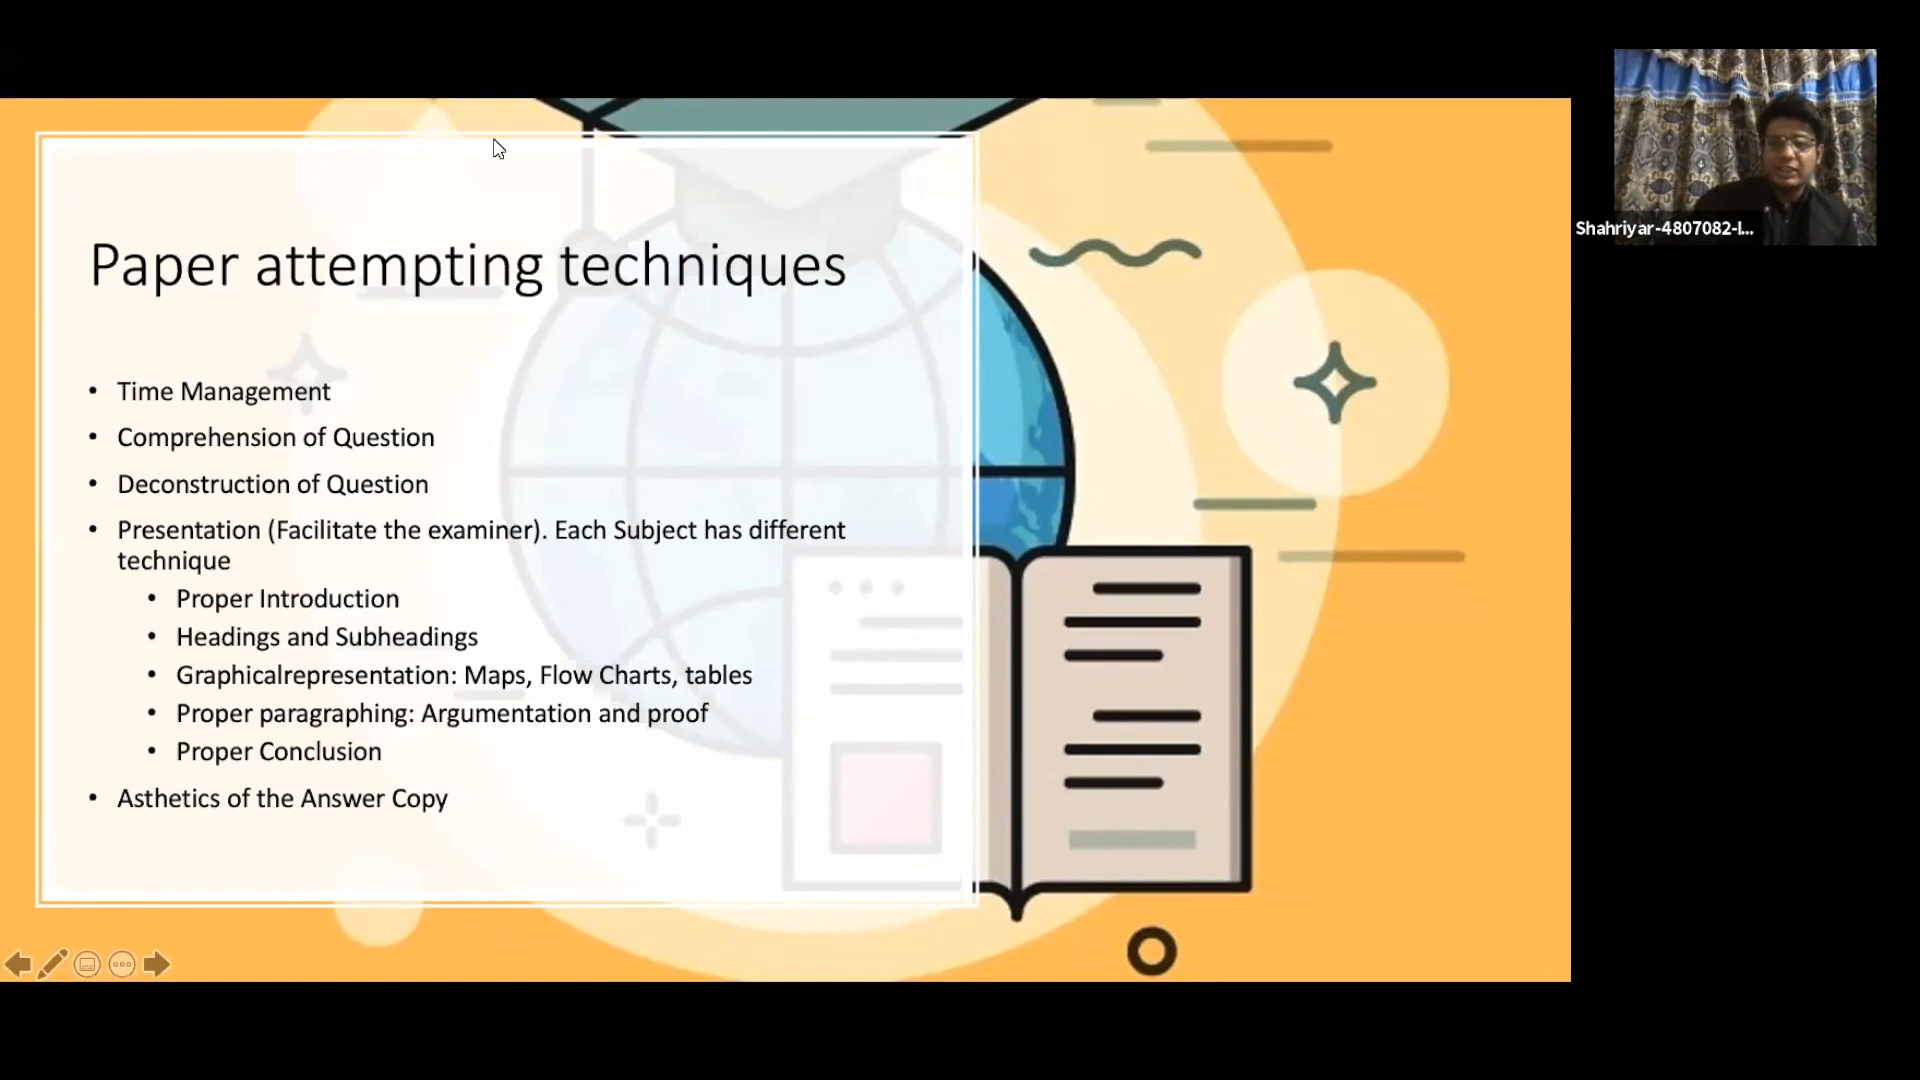 Paper attempting techniques
• Time Management
• Comprehension of Question
• Deconstruction of Question
• Presentation (Facilitate the examiner). Each Subject has different
technique
• Proper Introduction
• Headings and Subheadings
• Graphicalrepresentation: Maps, Flow Charts, tables
• Proper paragraphing: Argumentation and proof
• Proper Conclusion
• Asthetics of the Answer Copy
Shahriyar-4807082-I...